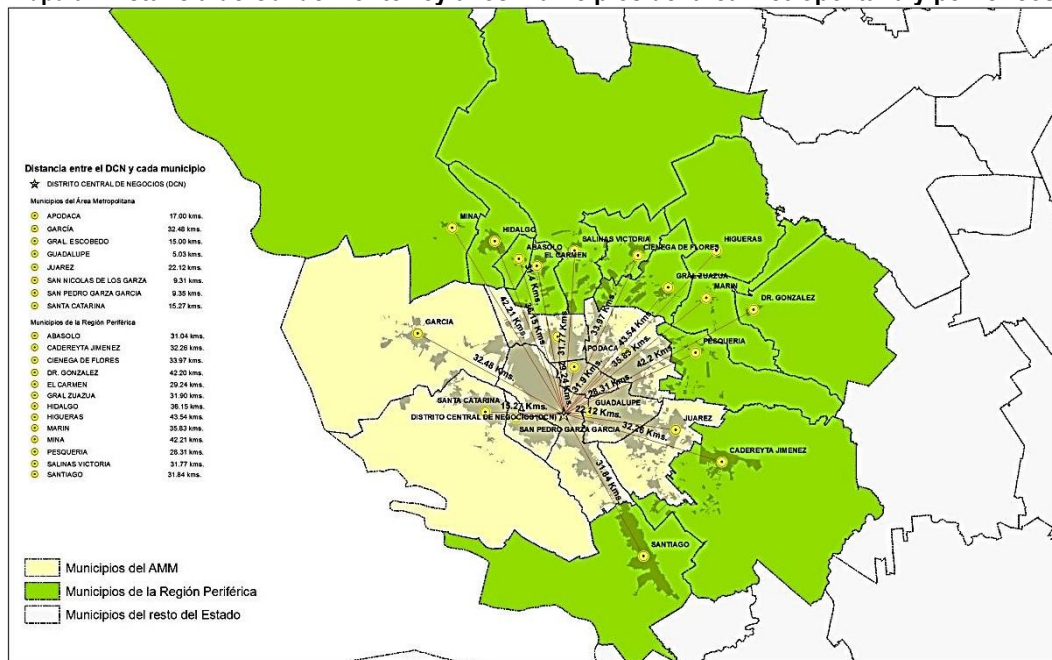 Distancia entre el DCN y cada municipio
DISTRITO CENTRAL DE NEGOCIOS (DCN)
Municipios del Área Metropolitana
APODACA 17.00 kms.
GARCÍA 32.48 kms.
GRAL. ESCOBEDO 15.00 kms.
GUADALUPE 5.03 kms.
JUAREZ 22.12 kms.
SAN NICOLAS DE LOS GARZA 9.31 kms.
SAN PEDRO GARZA GARCIA 9.35 kms.
SANTA CATARINA 15.27 kms.
Municipios de la Región Periférica
ABASOLO 31.04 kms.
CADEREYTA JIMENEZ 32.26 kms.
CIENEGA DE FLORES 33.97 kms.
DR. GONZALEZ 42.20 kms.
EL CARMEN 29.24 kms.
GRAL ZUAZUA 31.90 kms.
HIDALGO 36.15 kms.
HIGUERAS 43.54 kms.
MARIN 35.83 kms.
MINA 42.21 kms.
PESQUERIA 26.31 kms.
SALINAS VICTORIA 31.77 kms.
SANTIAGO 31.84 kms.
MINA
HIDALGO
ABASOLO
EL CARMEN
SALINAS VICTORIA
CIENEGA DE FLORES
HIGUERAS
GRAL ZUAZUA
MARIN
DR. GONZALEZ
PESQUERIA
GARCIA
APODACA
SANTA CATARINA
GUADALUPE
DISTRITO CENTRAL DE NEGOCIOS (DCN)
SAN PEDRO GARZA GARCIA
JUAREZ
CADEREYTA JIMENEZ
SANTIAGO
42.21 Kms.
31.77 Kms.
29.24 Kms.
33.97 Kms.
43.54 Kms.
35.83 Kms.
42.2 Kms.
31.9 Kms.
32.48 Kms.
15.27 Kms.
22.12 Kms.
32.26 Kms.
31.84 Kms.
Municipios del AMM
Municipios de la Región Periférica
Municipios del resto del Estado